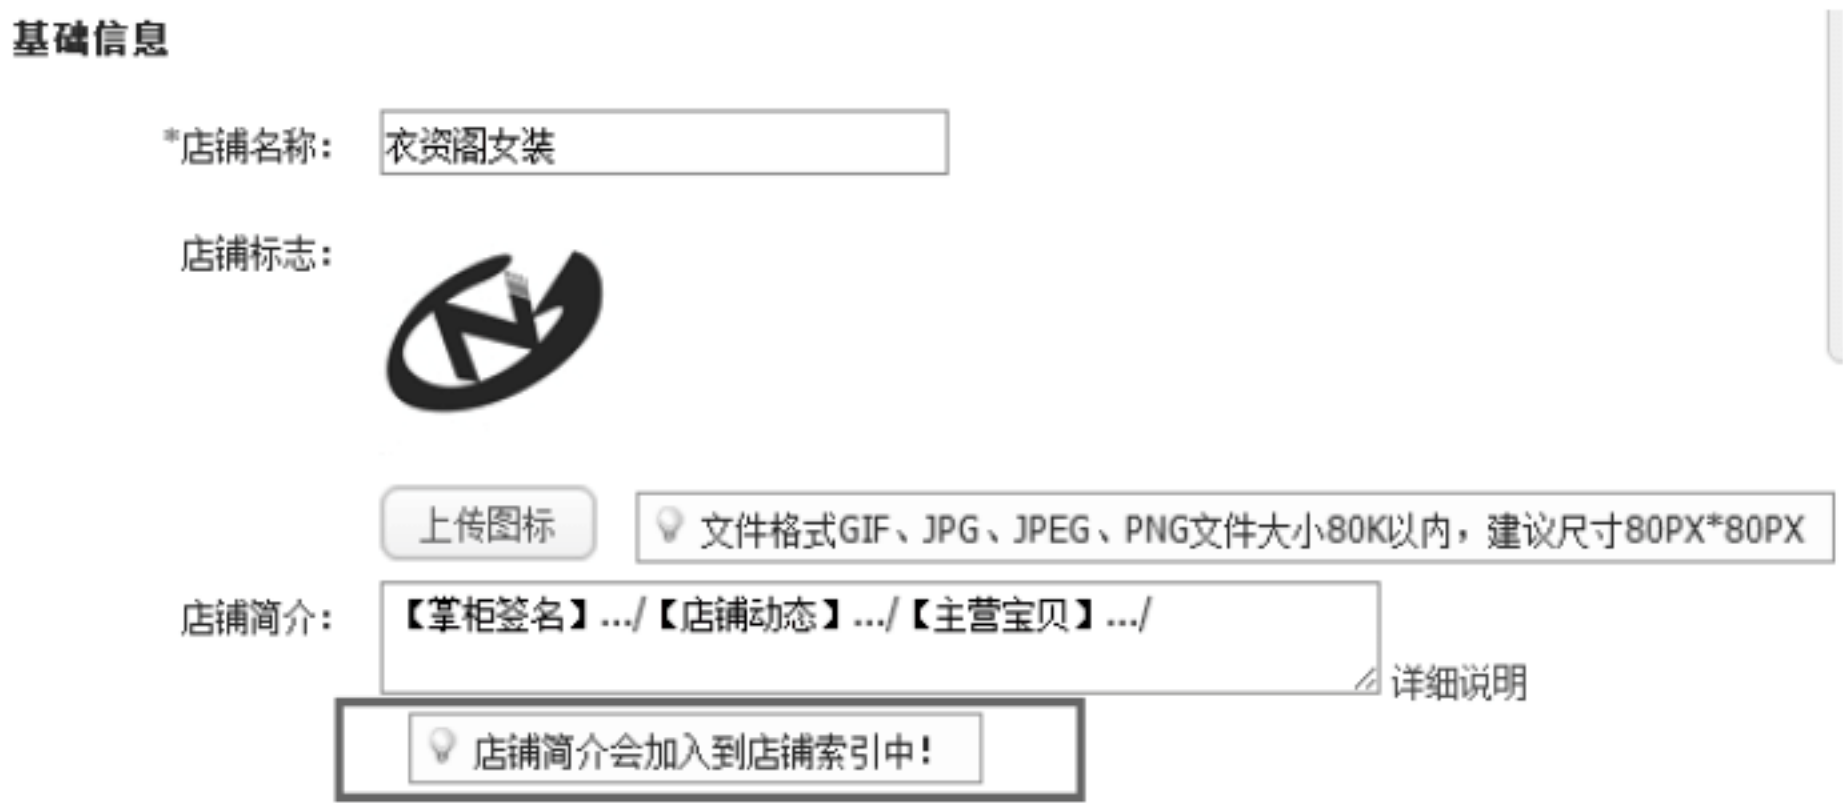 基础信息
*店铺名称：
衣资阁女装
店铺标志：
上传图标
文件格式GIF、JPG、JPEG、PNG文件大小80K以内，建议尺寸80PX*80PX
店铺简介：
【掌柜签名】.../【店铺动态】.../【主营宝贝】.../
详细说明
店铺简介会加入到店铺索引中!